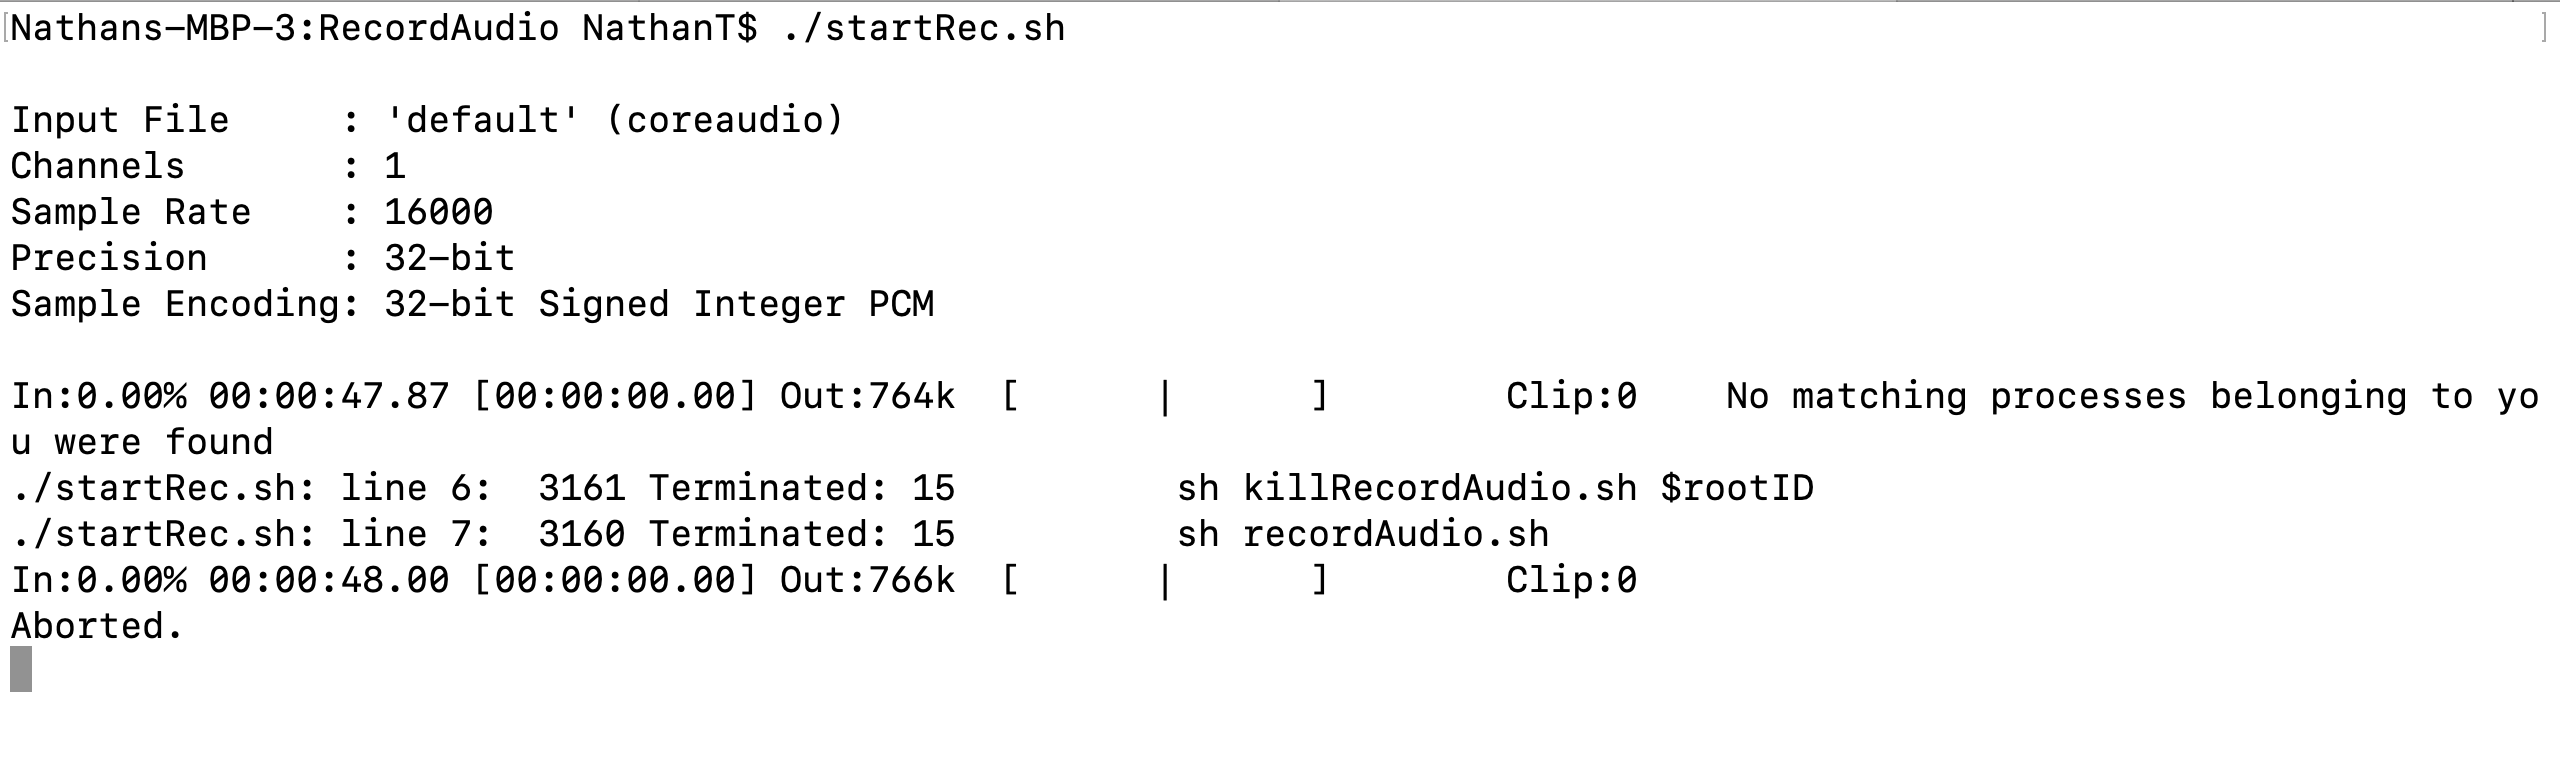 [Nathans-MBP-3:RecordAudio NathanT$ ./startRec.sh ]
Input File     : 'default' (coreaudio)
Channels       : 1
Sample Rate    : 16000
Precision      : 32-bit
Sample Encoding: 32-bit Signed Integer PCM
In:0.00% 00:00:47.87 [00:00:00.00] Out:764k  [      |      ]        Clip:0    No matching processes belonging to yo
u were found
./startRec.sh: line 6:  3161 Terminated: 15          sh killRecordAudio.sh $rootID
./startRec.sh: line 7:  3160 Terminated: 15          sh recordAudio.sh
In:0.00% 00:00:48.00 [00:00:00.00] Out:766k  [      |      ]        Clip:0
Aborted.